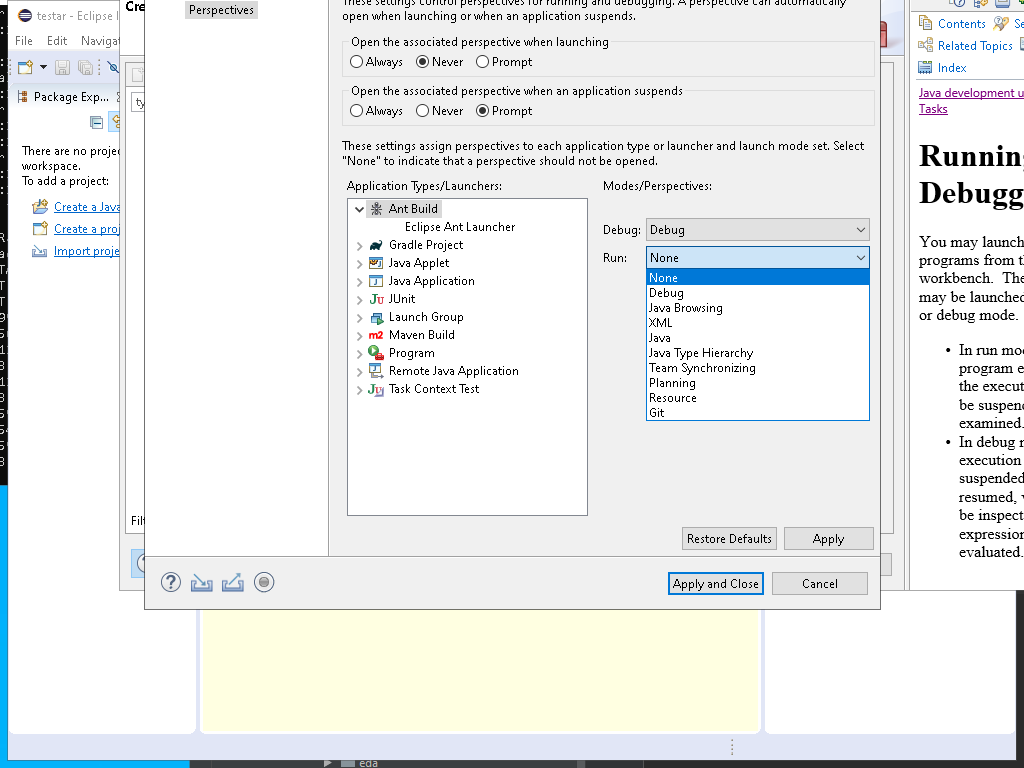 testar - Eclipse I
File Edit Navigat
Package Exp...
There are no proje
workspace.
To add a project:
Create a Java
Create a proj
Import proje
Cre
ty
Filt
Perspectives
These settings control perspectives for running and debugging. A perspective can automatically
open when launching or when an application suspends.
Open the associated perspective when launching
Always Never Prompt
Open the associated perspective when an application suspends
Always Never Prompt
These settings assign perspectives to each application type or launcher and launch mode set. Select
"None" to indicate that a perspective should not be opened.
Application Types/Launchers:
Ant Build
Eclipse Ant Launcher
Gradle Project
Java Applet
Java Application
JUnit
Launch Group
Maven Build
Program
Remote Java Application
Task Context Test
Modes/Perspectives:
Debug: Debug
Run: None
None
Debug
Java Browsing
XML
Java
Java Type Hierarchy
Team Synchronizing
Planning
Resource
Git
Restore Defaults Apply
Apply and Close Cancel
Contents Se
Related Topics
Index
Java development u
Tasks
Running
Debugg
You may launch
programs from th
workbench. The
may be launched
or debug mode.
• In run mod
program e
the execut
be suspend
examined.
• In debug m
execution
suspended
resumed, v
be inspect
expression
evaluated.
eda